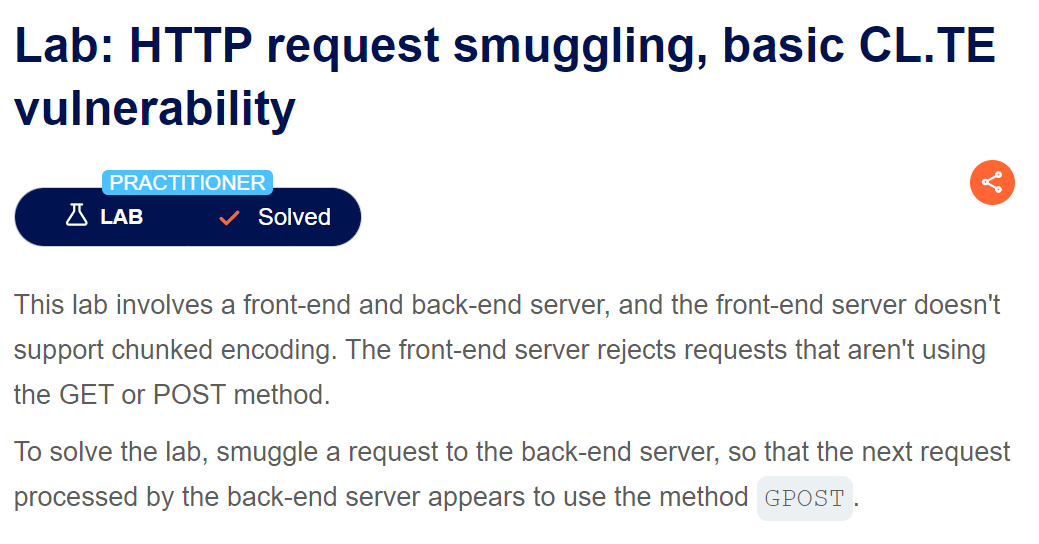 Lab: HTTP request smuggling, basic CL.TE
vulnerability
PRACTITIONER
LAB Solved
This lab involves a front-end and back-end server, and the front-end server doesn't
support chunked encoding. The front-end server rejects requests that aren't using
the GET or POST method.
To solve the lab, smuggle a request to the back-end server, so that the next request
processed by the back-end server appears to use the method GPOST.